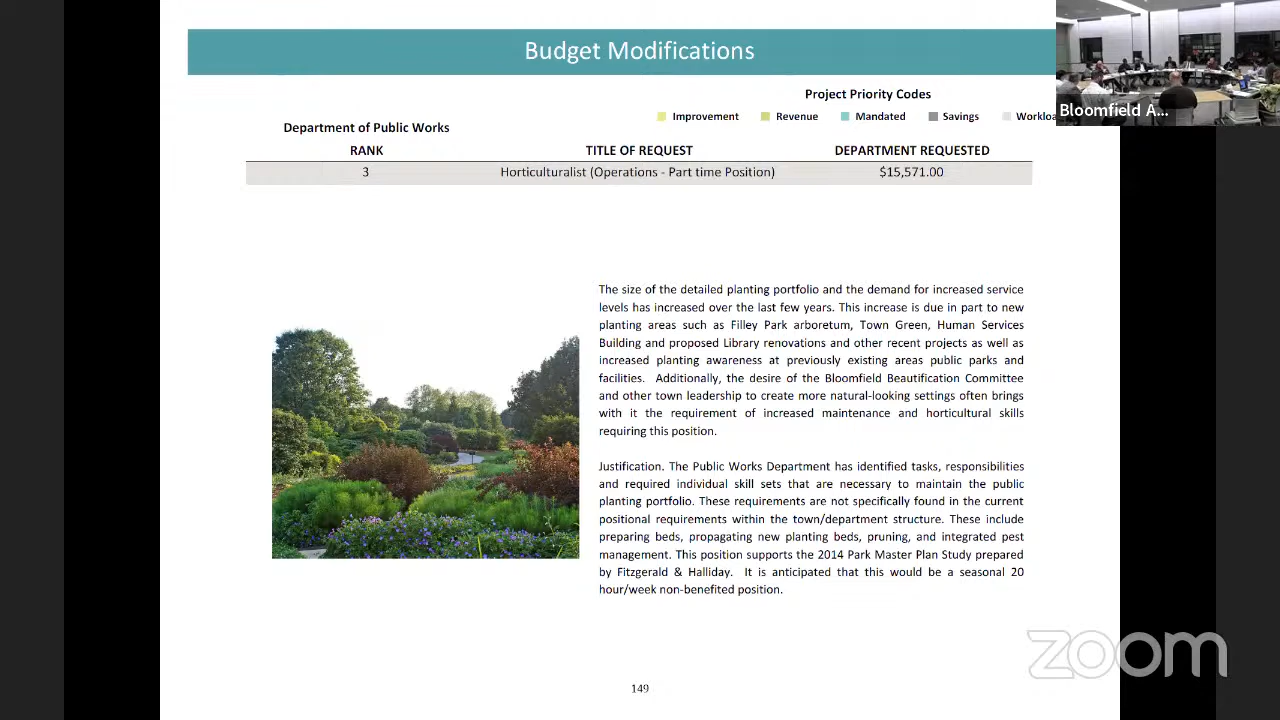 Budget Modifications
Project Priority Codes
Improvement Revenue Mandated Savings Workloa
Bloomfield A...
Department of Public Works
RANK TITLE OF REQUEST DEPARTMENT REQUESTED
3 Horticulturalist (Operations - Part time Position) $15,571.00
The size of the detailed planting portfolio and the demand for increased service
levels has increased over the last few years. This increase is due in part to new
planting areas such as Filley Park arboretum, Town Green, Human Services
Building and proposed Library renovations and other recent projects as well as
increased planting awareness at previously existing areas public parks and
facilities. Additionally, the desire of the Bloomfield Beautification Committee
and other town leadership to create more natural-looking settings often brings
with it the requirement of increased maintenance and horticultural skills
requiring this position.
Justification. The Public Works Department has identified tasks, responsibilities
and required individual skill sets that are necessary to maintain the public
planting portfolio. These requirements are not specifically found in the current
positional requirements within the town/department structure. These include
preparing beds, propagating new planting beds, pruning, and integrated pest
management. This position supports the 2014 Park Master Plan Study prepared
by Fitzgerald & Halliday. It is anticipated that this would be a seasonal 20
hour/week non-benefited position.
zoom
149